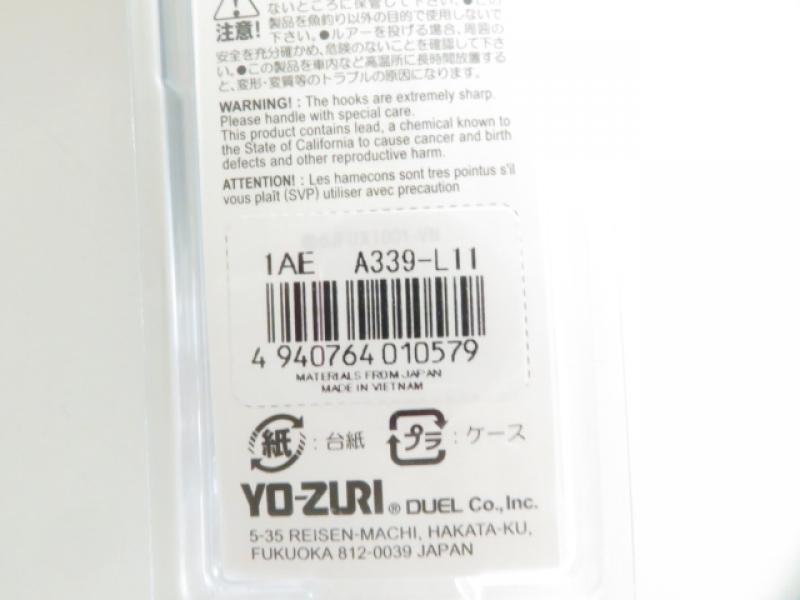 ないところに保管して下さい。●この
製品を魚釣り以外の目的で使用しないで
注意! 下さい。●ルアーを投げる場合、周囲の
安全を充分確かめ、危険のないことを確認して下さ
い。●この製品を車内など高温所に長時間放置する
と、変形・変質等のトラブルの原因になります。
WARNING! : The hooks are extremely sharp.
Please handle with special care.
This product contains lead, a chemical known to
the State of California to cause cancer and birth
defects and other reproductive harm.
ATTENTION! : Les hamecons sont tres pointus s'il
vous plaît (SVP) utiliser avec precaution
1AE A339-L11
4 940764 010579
MATERIALS FROM JAPAN
MADE IN VIETNAM
紙 : 台紙 プラ : ケース
YO-ZURI ® DUEL Co., Inc.
5-35 REISEN-MACHI, HAKATA-KU,
FUKUOKA 812-0039 JAPAN